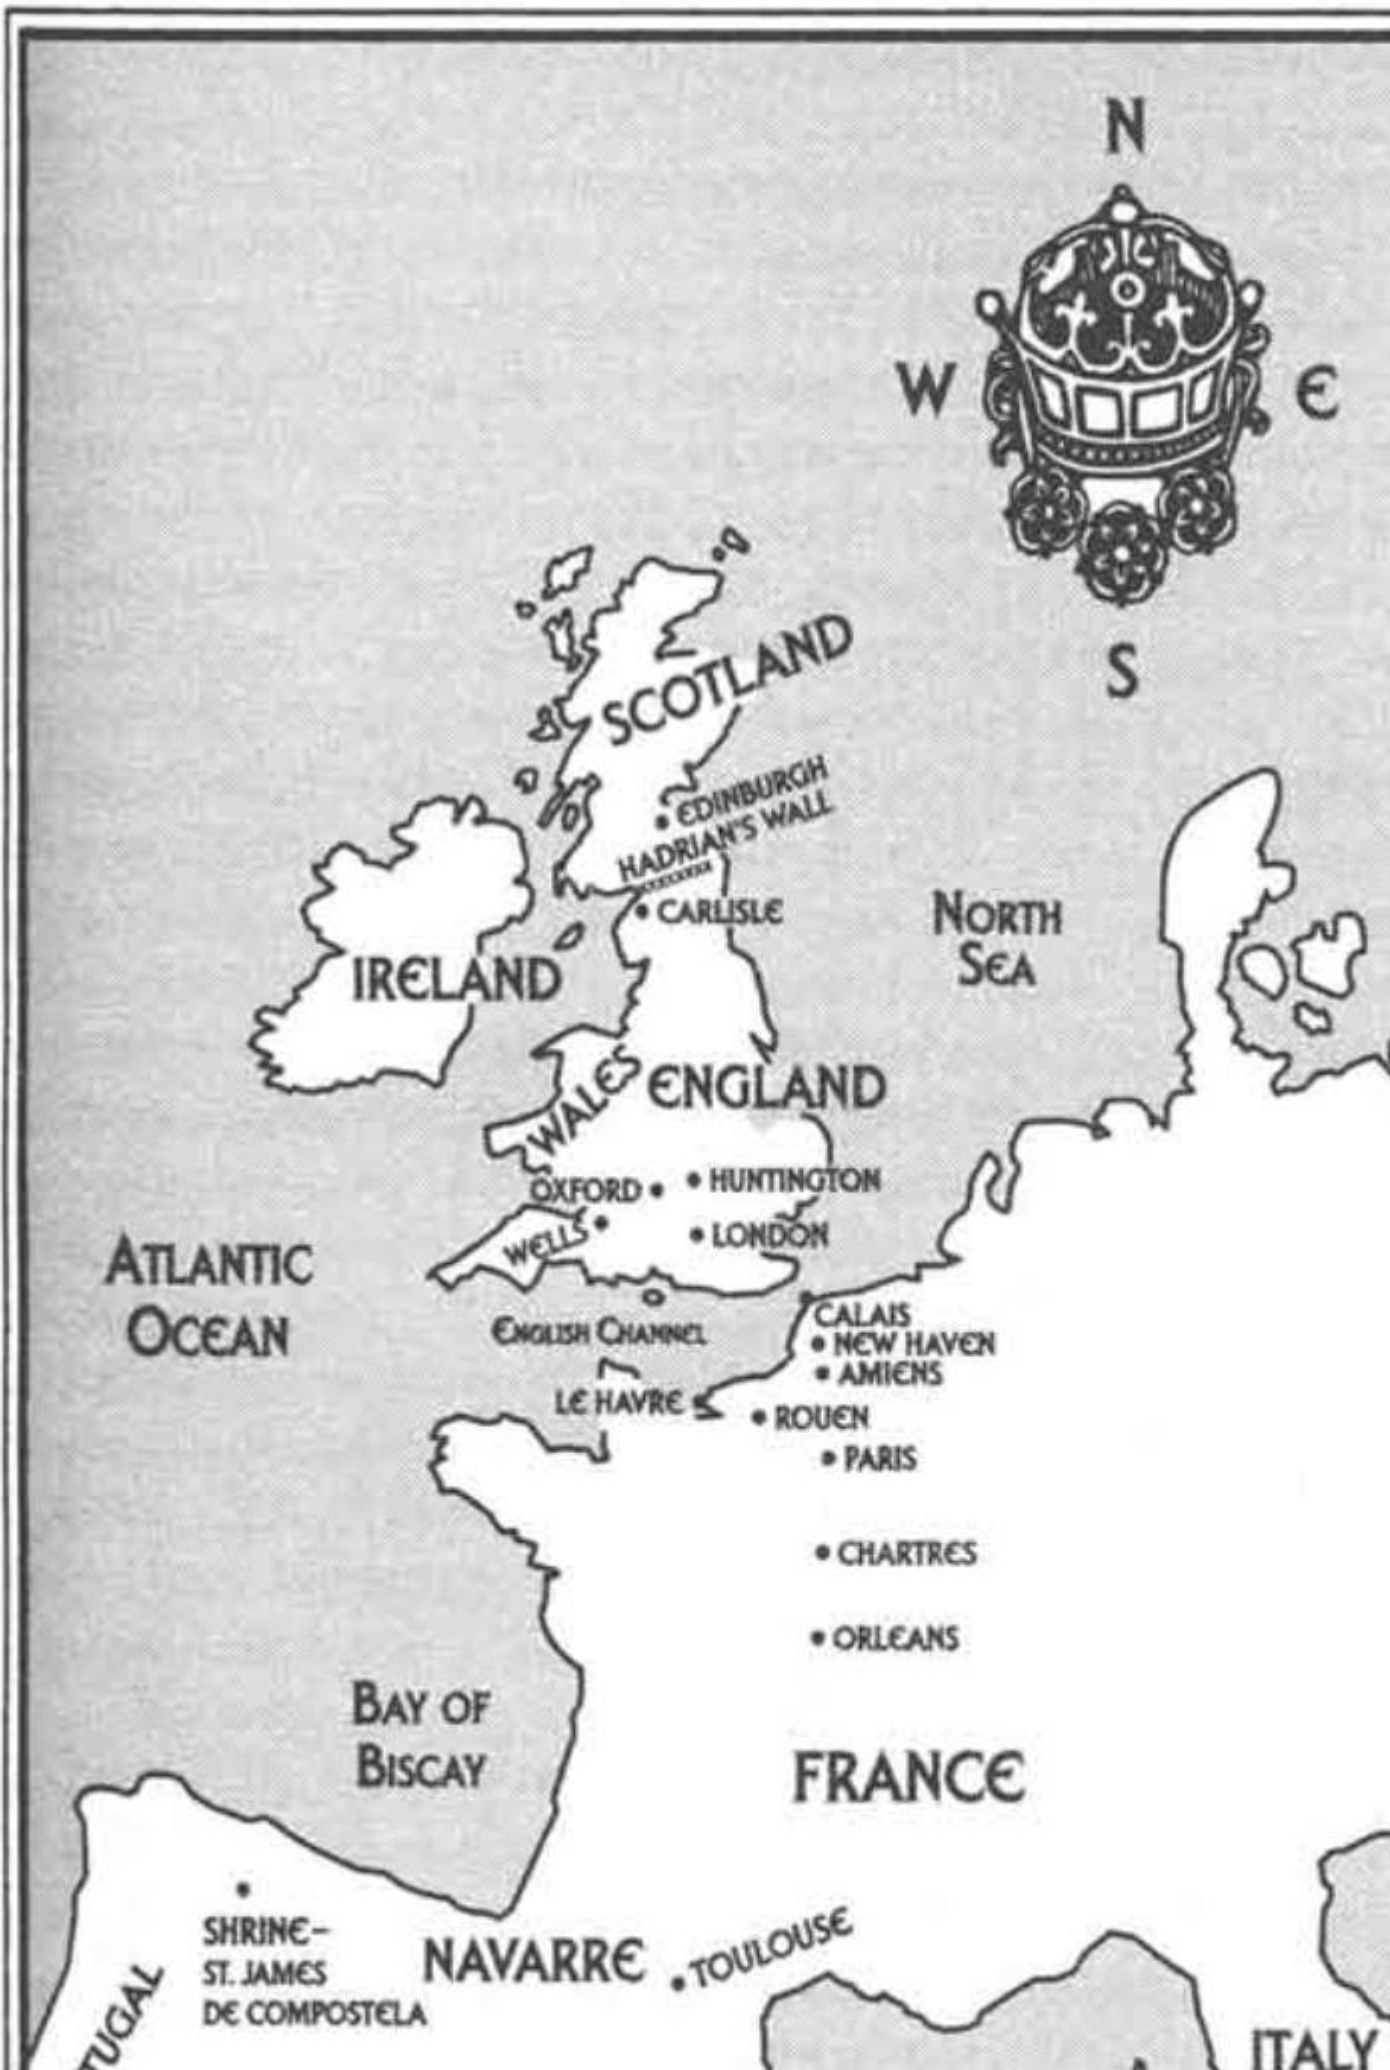 N
W
E
S
SCOTLAND
EDINBURGH
HADRIAN'S WALL
CARLISLE
NORTH
SEA
IRELAND
WALES
ENGLAND
OXFORD
HUNTINGTON
WELLS
LONDON
ATLANTIC
OCEAN
ENGLISH CHANNEL
CALAIS
NEW HAVEN
AMIENS
LE HAVRE
ROUEN
PARIS
CHARTRES
ORLEANS
BAY OF
BISCAY
FRANCE
SHRINE–
ST. JAMES
DE COMPOSTELA
NAVARRE
TOULOUSE
TUGAL
ITALY